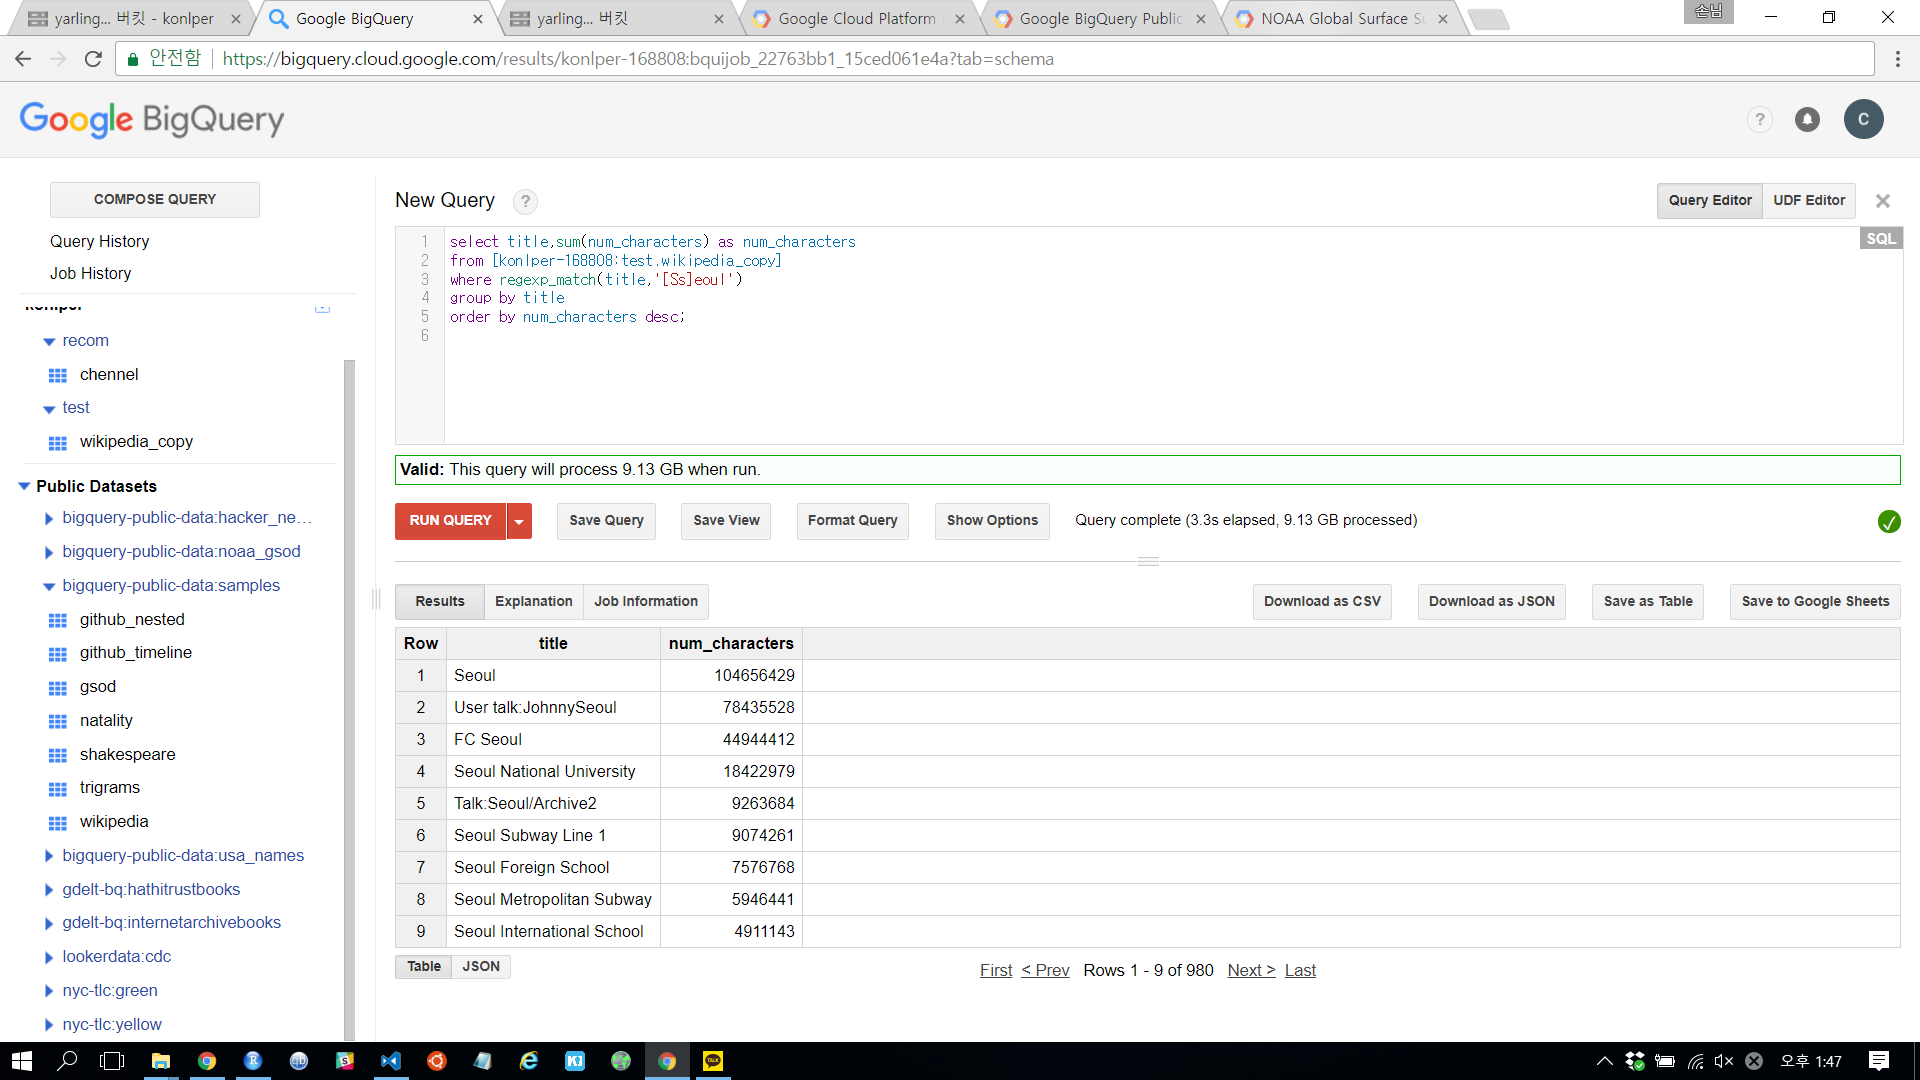 yarling... 버킷 - konlper
Google BigQuery
yarling... 버킷
Google Cloud Platform
Google BigQuery Public
NOAA Global Surface Su
손님
안전함
https://bigquery.cloud.google.com/results/konlper-168808:bquijob_22763bb1_15ced061e4a?tab=schema
Google BigQuery
?
C
COMPOSE QUERY
Query History
Job History
konlper
recom
chennel
test
wikipedia_copy
Public Datasets
bigquery-public-data:hacker_ne…
bigquery-public-data:noaa_gsod
bigquery-public-data:samples
github_nested
github_timeline
gsod
natality
shakespeare
trigrams
wikipedia
bigquery-public-data:usa_names
gdelt-bq:hathitrustbooks
gdelt-bq:internetarchivebooks
lookerdata:cdc
nyc-tlc:green
nyc-tlc:yellow
New Query ?
Query Editor UDF Editor
SQL
1 select title,sum(num_characters) as num_characters
2 from [konlper-168808:test.wikipedia_copy]
3 where regexp_match(title,'[Ss]eoul')
4 group by title
5 order by num_characters desc;
6
Valid: This query will process 9.13 GB when run.
RUN QUERY Save Query Save View Format Query Show Options Query complete (3.3s elapsed, 9.13 GB processed)
Results Explanation Job Information Download as CSV Download as JSON Save as Table Save to Google Sheets
Row title num_characters
1 Seoul 104656429
2 User talk:JohnnySeoul 78435528
3 FC Seoul 44944412
4 Seoul National University 18422979
5 Talk:Seoul/Archive2 9263684
6 Seoul Subway Line 1 9074261
7 Seoul Foreign School 7576768
8 Seoul Metropolitan Subway 5946441
9 Seoul International School 4911143
Table JSON
First < Prev Rows 1 - 9 of 980 Next > Last
오후 1:47